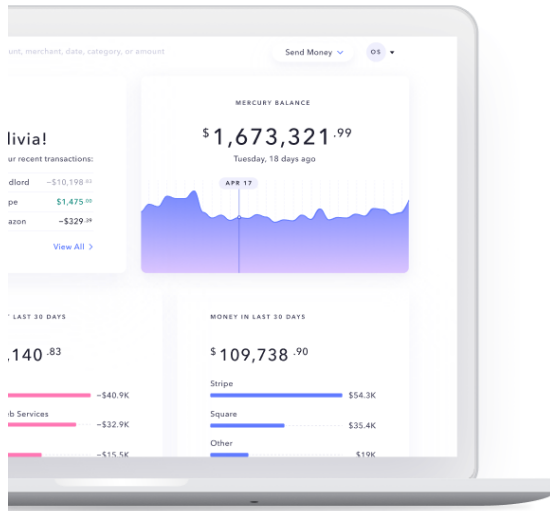 unt, merchant, date, category, or amount
Send Money
OS
MERCURY BALANCE
$1,673,321.99
Tuesday, 18 days ago
APR 17
livia!
ur recent transactions:
dlord −$10,198
pe $1,475.00
azon −$329
View All >
LAST 30 DAYS
,140.83
−$40.9K
b Services
−$32.9K
−$15.5K
MONEY IN LAST 30 DAYS
$109,738.90
Stripe
$54.3K
Square
$35.4K
Other
$19K